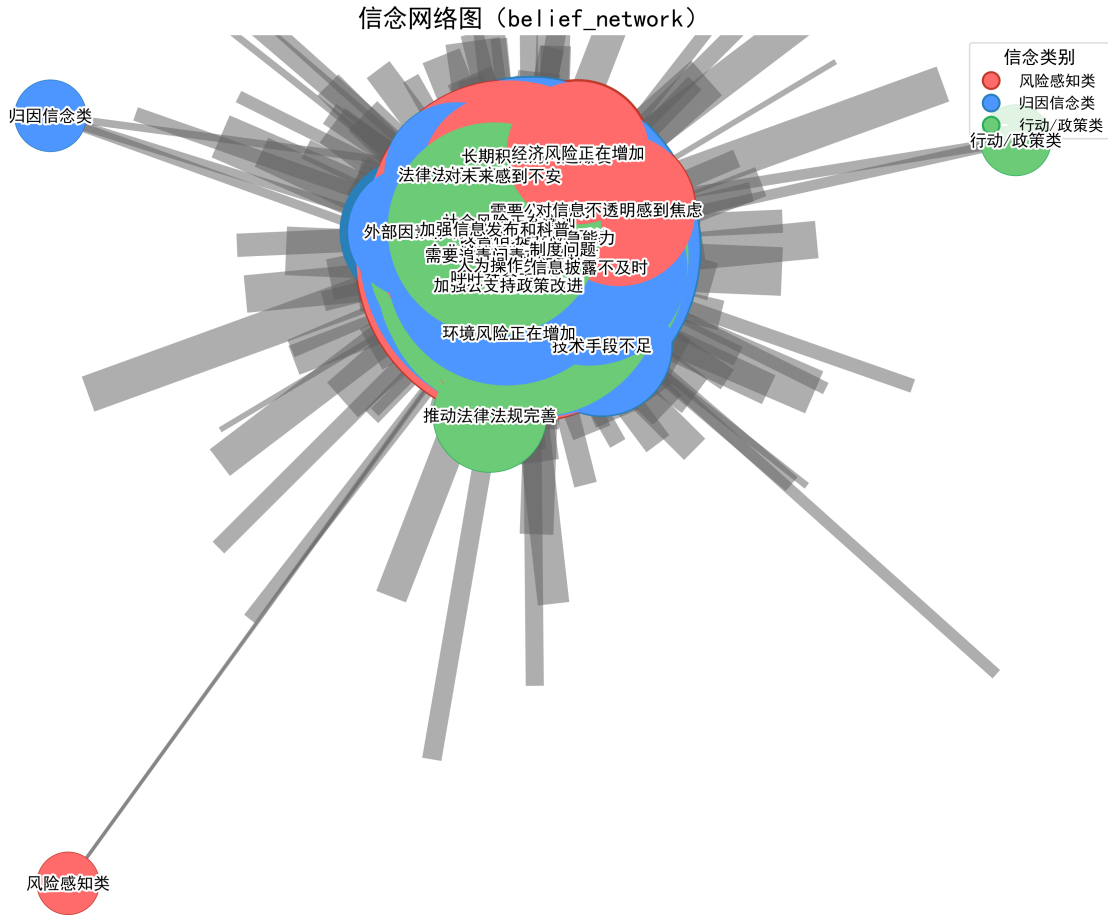 信念网络图（belief_network）
信念类别
风险感知类
归因信念类
行动/政策类
归因信念类
行动/政策类
长期积
经济风险正在增加
法律法
对未来感到不安
需要公
对信息不透明感到焦虑
外部因
加强信息发布和科普
急能力
需要追责问责
制度问题
人为操作
信息披露不及时
加强公
支持政策改进
环境风险正在增加
技术手段不足
推动法律法规完善
风险感知类